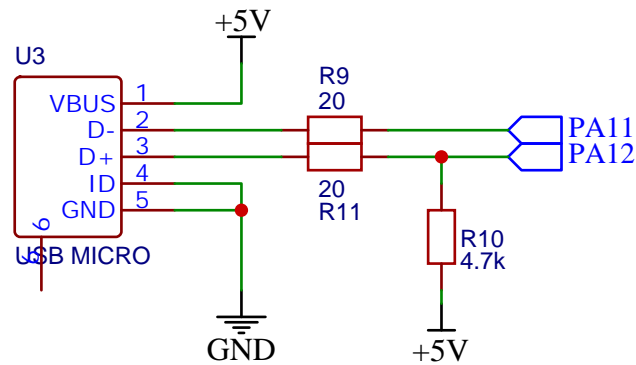 +5V
U3
VBUS 1
D- 2
D+ 3
ID 4
GND 5
6
6
USB MICRO
R9
20
20
R11
PA11
PA12
R10
4.7k
GND
+5V